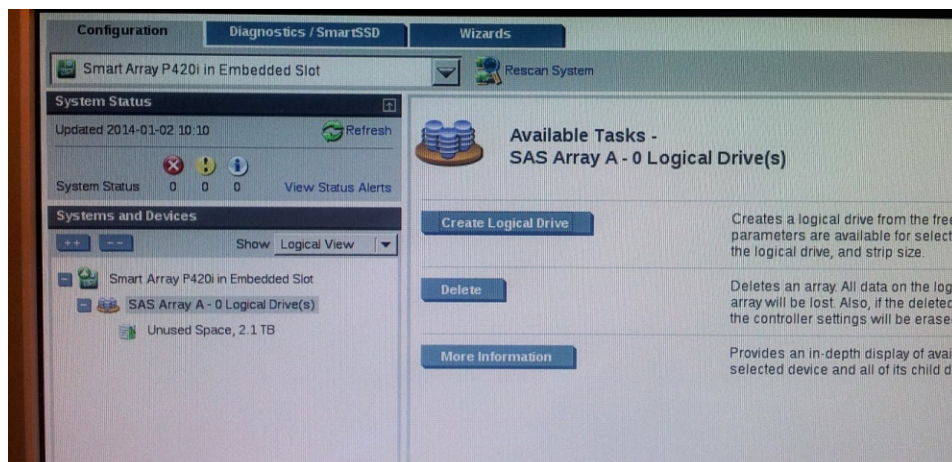 Configuration
Diagnostics / SmartSSD
Wizards
Smart Array P420i in Embedded Slot
Rescan System
System Status
Updated 2014-01-02 10:10
Refresh
System Status 0 0 0 View Status Alerts
Systems and Devices
++ -- Show Logical View
Smart Array P420i in Embedded Slot
SAS Array A - 0 Logical Drive(s)
Unused Space, 2.1 TB
Available Tasks -
SAS Array A - 0 Logical Drive(s)
Create Logical Drive
Creates a logical drive from the free
parameters are available for select
the logical drive, and strip size.
Delete
Deletes an array. All data on the log
array will be lost. Also, if the deleted
the controller settings will be erase
More Information
Provides an in-depth display of avai
selected device and all of its child d